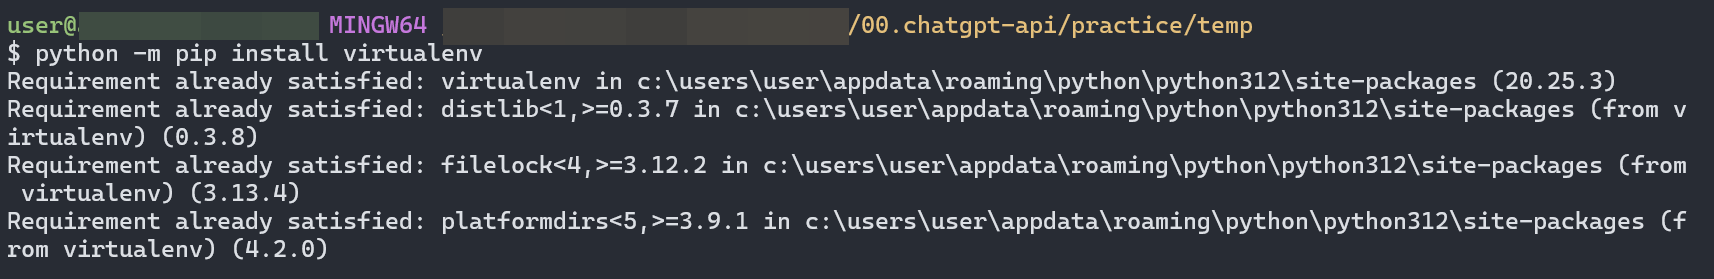 user@ MINGW64 /00.chatgpt-api/practice/temp
$ python -m pip install virtualenv
Requirement already satisfied: virtualenv in c:\users\user\appdata\roaming\python\python312\site-packages (20.25.3)
Requirement already satisfied: distlib<1,>=0.3.7 in c:\users\user\appdata\roaming\python\python312\site-packages (from v
irtualenv) (0.3.8)
Requirement already satisfied: filelock<4,>=3.12.2 in c:\users\user\appdata\roaming\python\python312\site-packages (from
 virtualenv) (3.13.4)
Requirement already satisfied: platformdirs<5,>=3.9.1 in c:\users\user\appdata\roaming\python\python312\site-packages (f
rom virtualenv) (4.2.0)